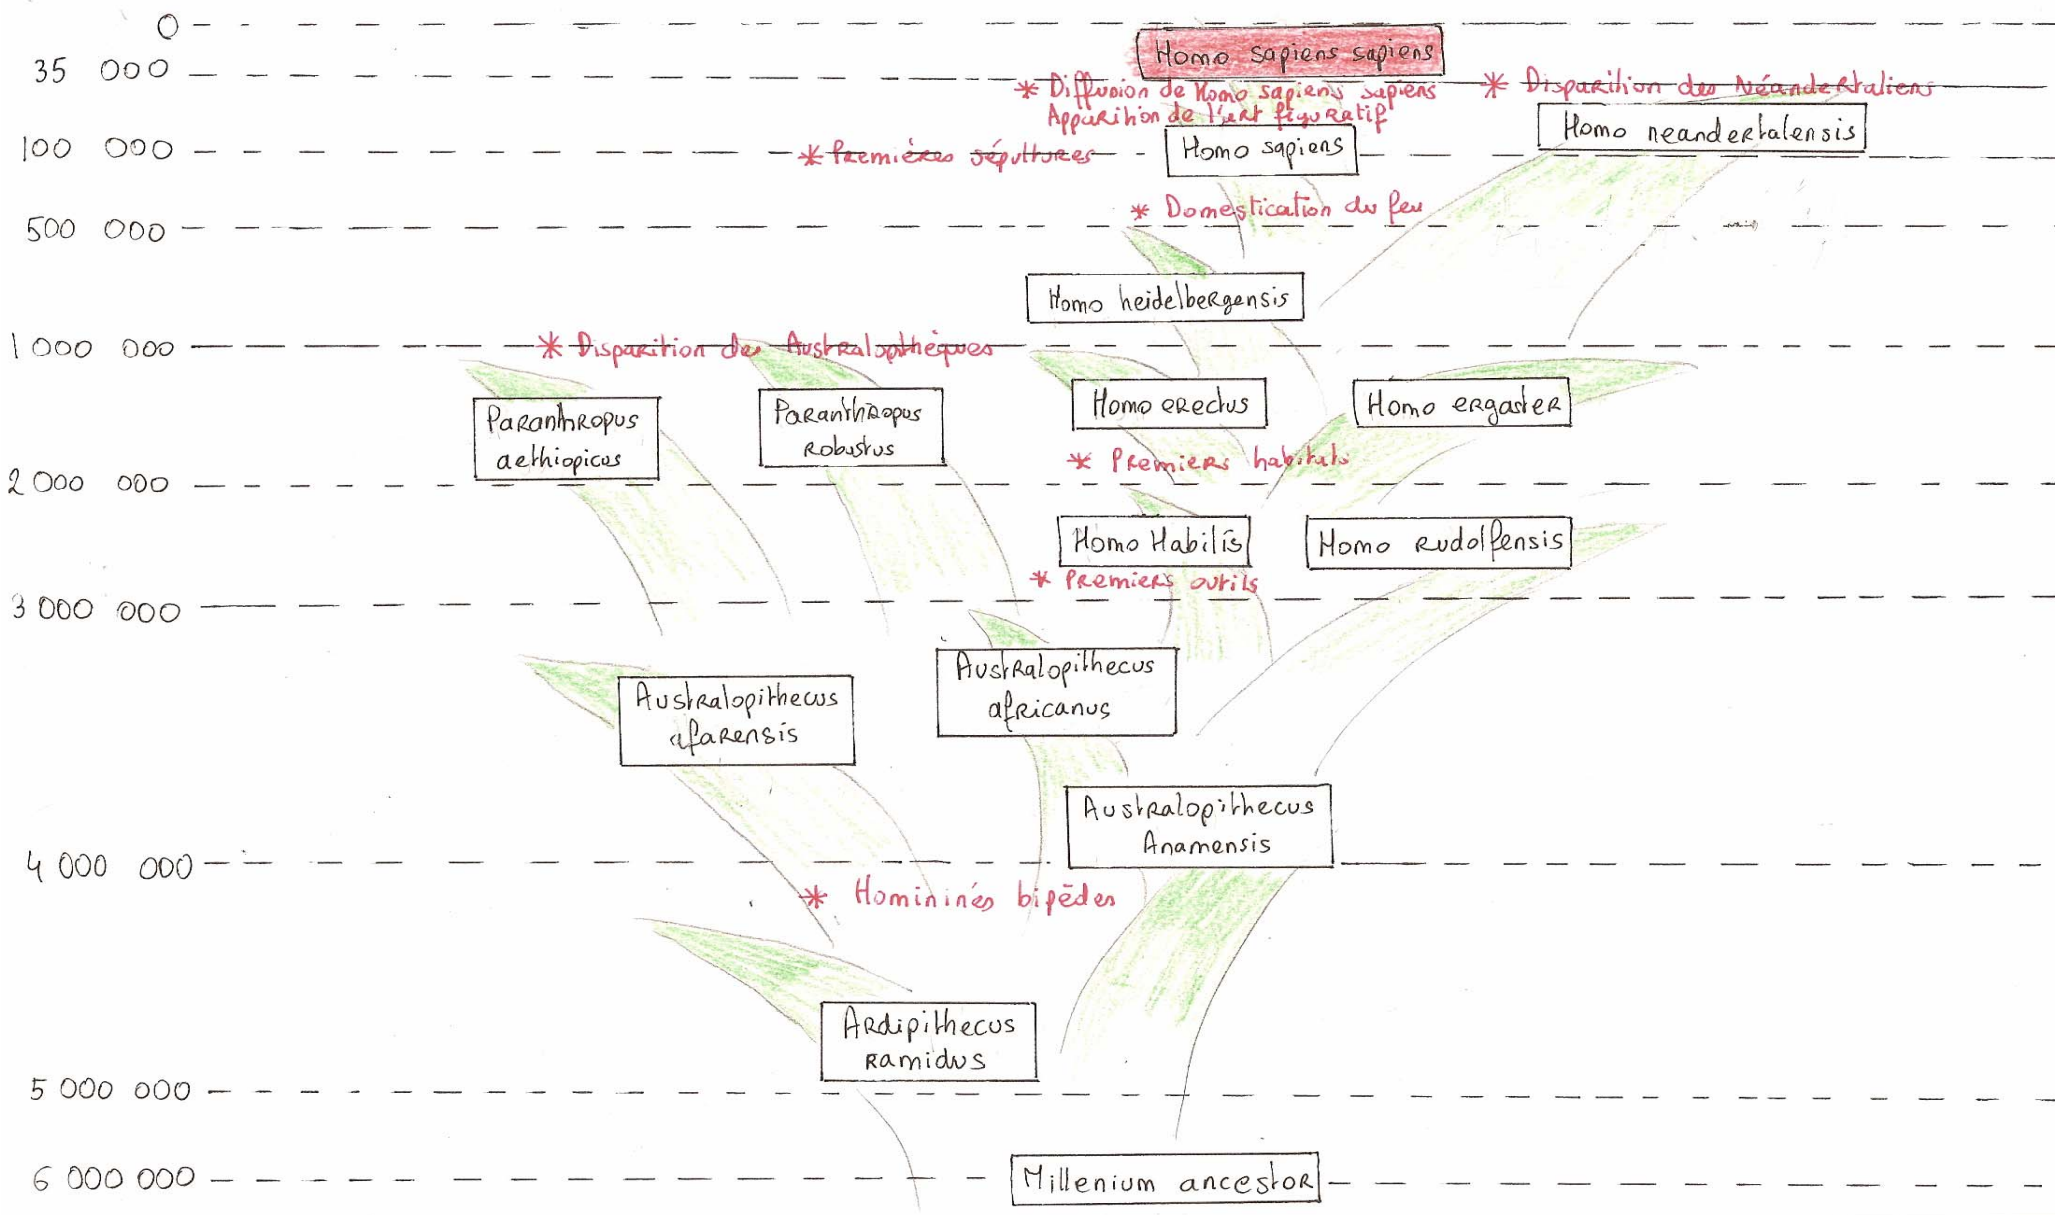 0
Homo sapiens sapiens
35 000
* Diffusion de Homo sapiens sapiens
Apparition de l'art figuratif
* Disparition des Néandertaliens
Homo neandertalensis
100 000
* Premières sépultures
Homo sapiens
* Domestication du feu
500 000
Homo heidelbergensis
1 000 000
* Disparition des Australopithèques
Paranthropus
aethiopicus
Paranthropus
robustus
Homo erectus
Homo ergaster
* Premiers habitats
2 000 000
Homo Habilis
Homo rudolfensis
* Premiers outils
3 000 000
Australopithecus
afarensis
Australopithecus
africanus
Australopithecus
Anamensis
4 000 000
* Homininés bipèdes
Ardipithecus
ramidus
5 000 000
6 000 000
Millenium ancestor